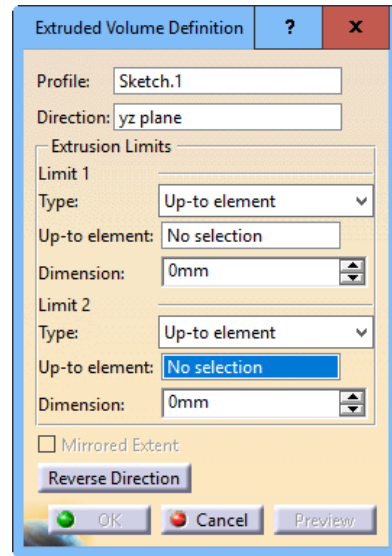 Extruded Volume Definition ? x
Profile: Sketch.1
Direction: yz plane
Extrusion Limits
Limit 1
Type: Up-to element
Up-to element: No selection
Dimension: 0mm
Limit 2
Type: Up-to element
Up-to element: No selection
Dimension: 0mm
Mirrored Extent
Reverse Direction
OK Cancel Preview